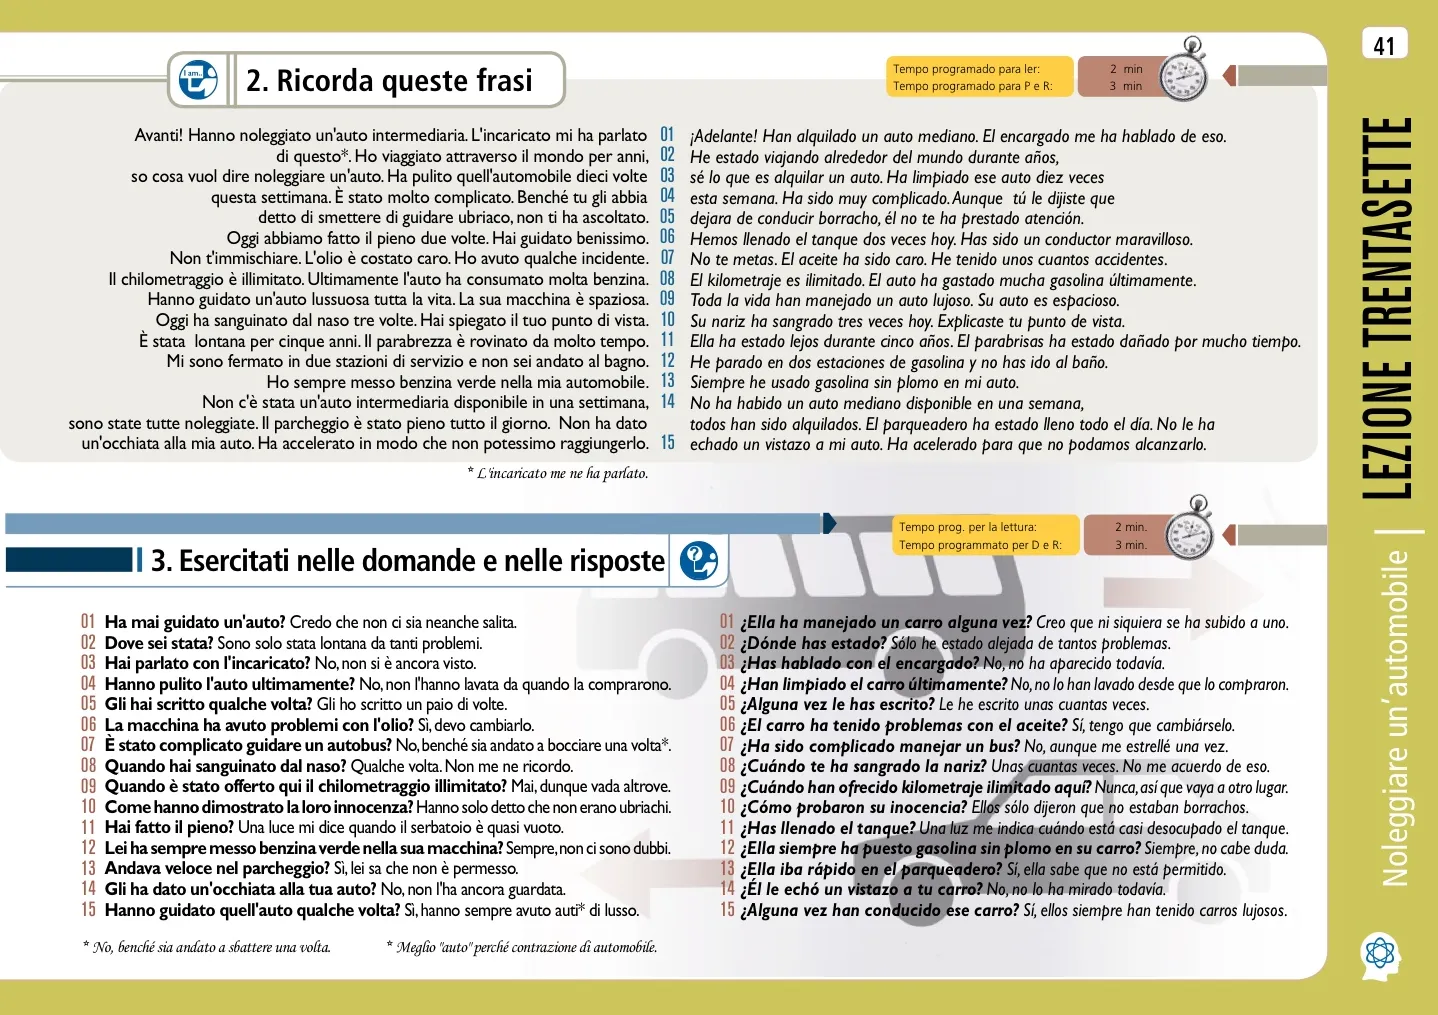 41
I am..
2. Ricorda queste frasi
Tempo programado para ler: 2 min
Tempo programado para P e R: 3 min
Avanti! Hanno noleggiato un'auto intermediaria. L'incaricato mi ha parlato 01 ¡Adelante! Han alquilado un auto mediano. El encargado me ha hablado de eso.
di questo*. Ho viaggiato attraverso il mondo per anni, 02 He estado viajando alrededor del mundo durante años,
so cosa vuol dire noleggiare un'auto. Ha pulito quell'automobile dieci volte 03 sé lo que es alquilar un auto. Ha limpiado ese auto diez veces
questa settimana. È stato molto complicato. Benché tu gli abbia 04 esta semana. Ha sido muy complicado. Aunque tú le dijiste que
detto di smettere di guidare ubriaco, non ti ha ascoltato. 05 dejara de conducir borracho, él no te ha prestado atención.
Oggi abbiamo fatto il pieno due volte. Hai guidato benissimo. 06 Hemos llenado el tanque dos veces hoy. Has sido un conductor maravilloso.
Non t'immischiare. L'olio è costato caro. Ho avuto qualche incidente. 07 No te metas. El aceite ha sido caro. He tenido unos cuantos accidentes.
Il chilometraggio è illimitato. Ultimamente l'auto ha consumato molta benzina. 08 El kilometraje es ilimitado. El auto ha gastado mucha gasolina últimamente.
Hanno guidato un'auto lussuosa tutta la vita. La sua macchina è spaziosa. 09 Toda la vida han manejado un auto lujoso. Su auto es espacioso.
Oggi ha sanguinato dal naso tre volte. Hai spiegato il tuo punto di vista. 10 Su nariz ha sangrado tres veces hoy. Explicaste tu punto de vista.
È stata lontana per cinque anni. Il parabrezza è rovinato da molto tempo. 11 Ella ha estado lejos durante cinco años. El parabrisas ha estado dañado por mucho tiempo.
Mi sono fermato in due stazioni di servizio e non sei andato al bagno. 12 He parado en dos estaciones de gasolina y no has ido al baño.
Ho sempre messo benzina verde nella mia automobile. 13 Siempre he usado gasolina sin plomo en mi auto.
Non c'è stata un'auto intermediaria disponibile in una settimana, 14 No ha habido un auto mediano disponible en una semana,
sono state tutte noleggiate. Il parcheggio è stato pieno tutto il giorno. Non ha dato todos han sido alquilados. El parqueadero ha estado lleno todo el día. No le ha
un'occhiata alla mia auto. Ha accelerato in modo che non potessimo raggiungerlo. 15 echado un vistazo a mi auto. Ha acelerado para que no podamos alcanzarlo.
* L'incaricato me ne ha parlato.
Tempo prog. per la lettura: 2 min.
Tempo programmato per D e R: 3 min.
3. Esercitati nelle domande e nelle risposte
01 Ha mai guidato un'auto? Credo che non ci sia neanche salita.
02 Dove sei stata? Sono solo stata lontana da tanti problemi.
03 Hai parlato con l'incaricato? No, non si è ancora visto.
04 Hanno pulito l'auto ultimamente? No, non l'hanno lavata da quando la comprarono.
05 Gli hai scritto qualche volta? Gli ho scritto un paio di volte.
06 La macchina ha avuto problemi con l'olio? Sì, devo cambiarlo.
07 È stato complicato guidare un autobus? No, benché sia andato a bocciare una volta*.
08 Quando hai sanguinato dal naso? Qualche volta. Non me ne ricordo.
09 Quando è stato offerto qui il chilometraggio illimitato? Mai, dunque vada altrove.
10 Come hanno dimostrato la loro innocenza? Hanno solo detto che non erano ubriachi.
11 Hai fatto il pieno? Una luce mi dice quando il serbatoio è quasi vuoto.
12 Lei ha sempre messo benzina verde nella sua macchina? Sempre, non ci sono dubbi.
13 Andava veloce nel parcheggio? Sì, lei sa che non è permesso.
14 Gli ha dato un'occhiata alla tua auto? No, non l'ha ancora guardata.
15 Hanno guidato quell'auto qualche volta? Sì, hanno sempre avuto auti* di lusso.
01 ¿Ella ha manejado un carro alguna vez? Creo que ni siquiera se ha subido a uno.
02 ¿Dónde has estado? Sólo he estado alejada de tantos problemas.
03 ¿Has hablado con el encargado? No, no ha aparecido todavía.
04 ¿Han limpiado el carro últimamente? No, no lo han lavado desde que lo compraron.
05 ¿Alguna vez le has escrito? Le he escrito unas cuantas veces.
06 ¿El carro ha tenido problemas con el aceite? Sí, tengo que cambiárselo.
07 ¿Ha sido complicado manejar un bus? No, aunque me estrellé una vez.
08 ¿Cuándo te ha sangrado la nariz? Unas cuantas veces. No me acuerdo de eso.
09 ¿Cuándo han ofrecido kilometraje ilimitado aquí? Nunca, así que vaya a otro lugar.
10 ¿Cómo probaron su inocencia? Ellos sólo dijeron que no estaban borrachos.
11 ¿Has llenado el tanque? Una luz me indica cuándo está casi desocupado el tanque.
12 ¿Ella siempre ha puesto gasolina sin plomo en su carro? Siempre, no cabe duda.
13 ¿Ella iba rápido en el parqueadero? Sí, ella sabe que no está permitido.
14 ¿Él le echó un vistazo a tu carro? No, no lo ha mirado todavía.
15 ¿Alguna vez han conducido ese carro? Sí, ellos siempre han tenido carros lujosos.
* No, benché sia andato a sbattere una volta. * Meglio "auto" perché contrazione di automobile.
LEZIONE TRENTASETTE
Noleggiare un'automobile